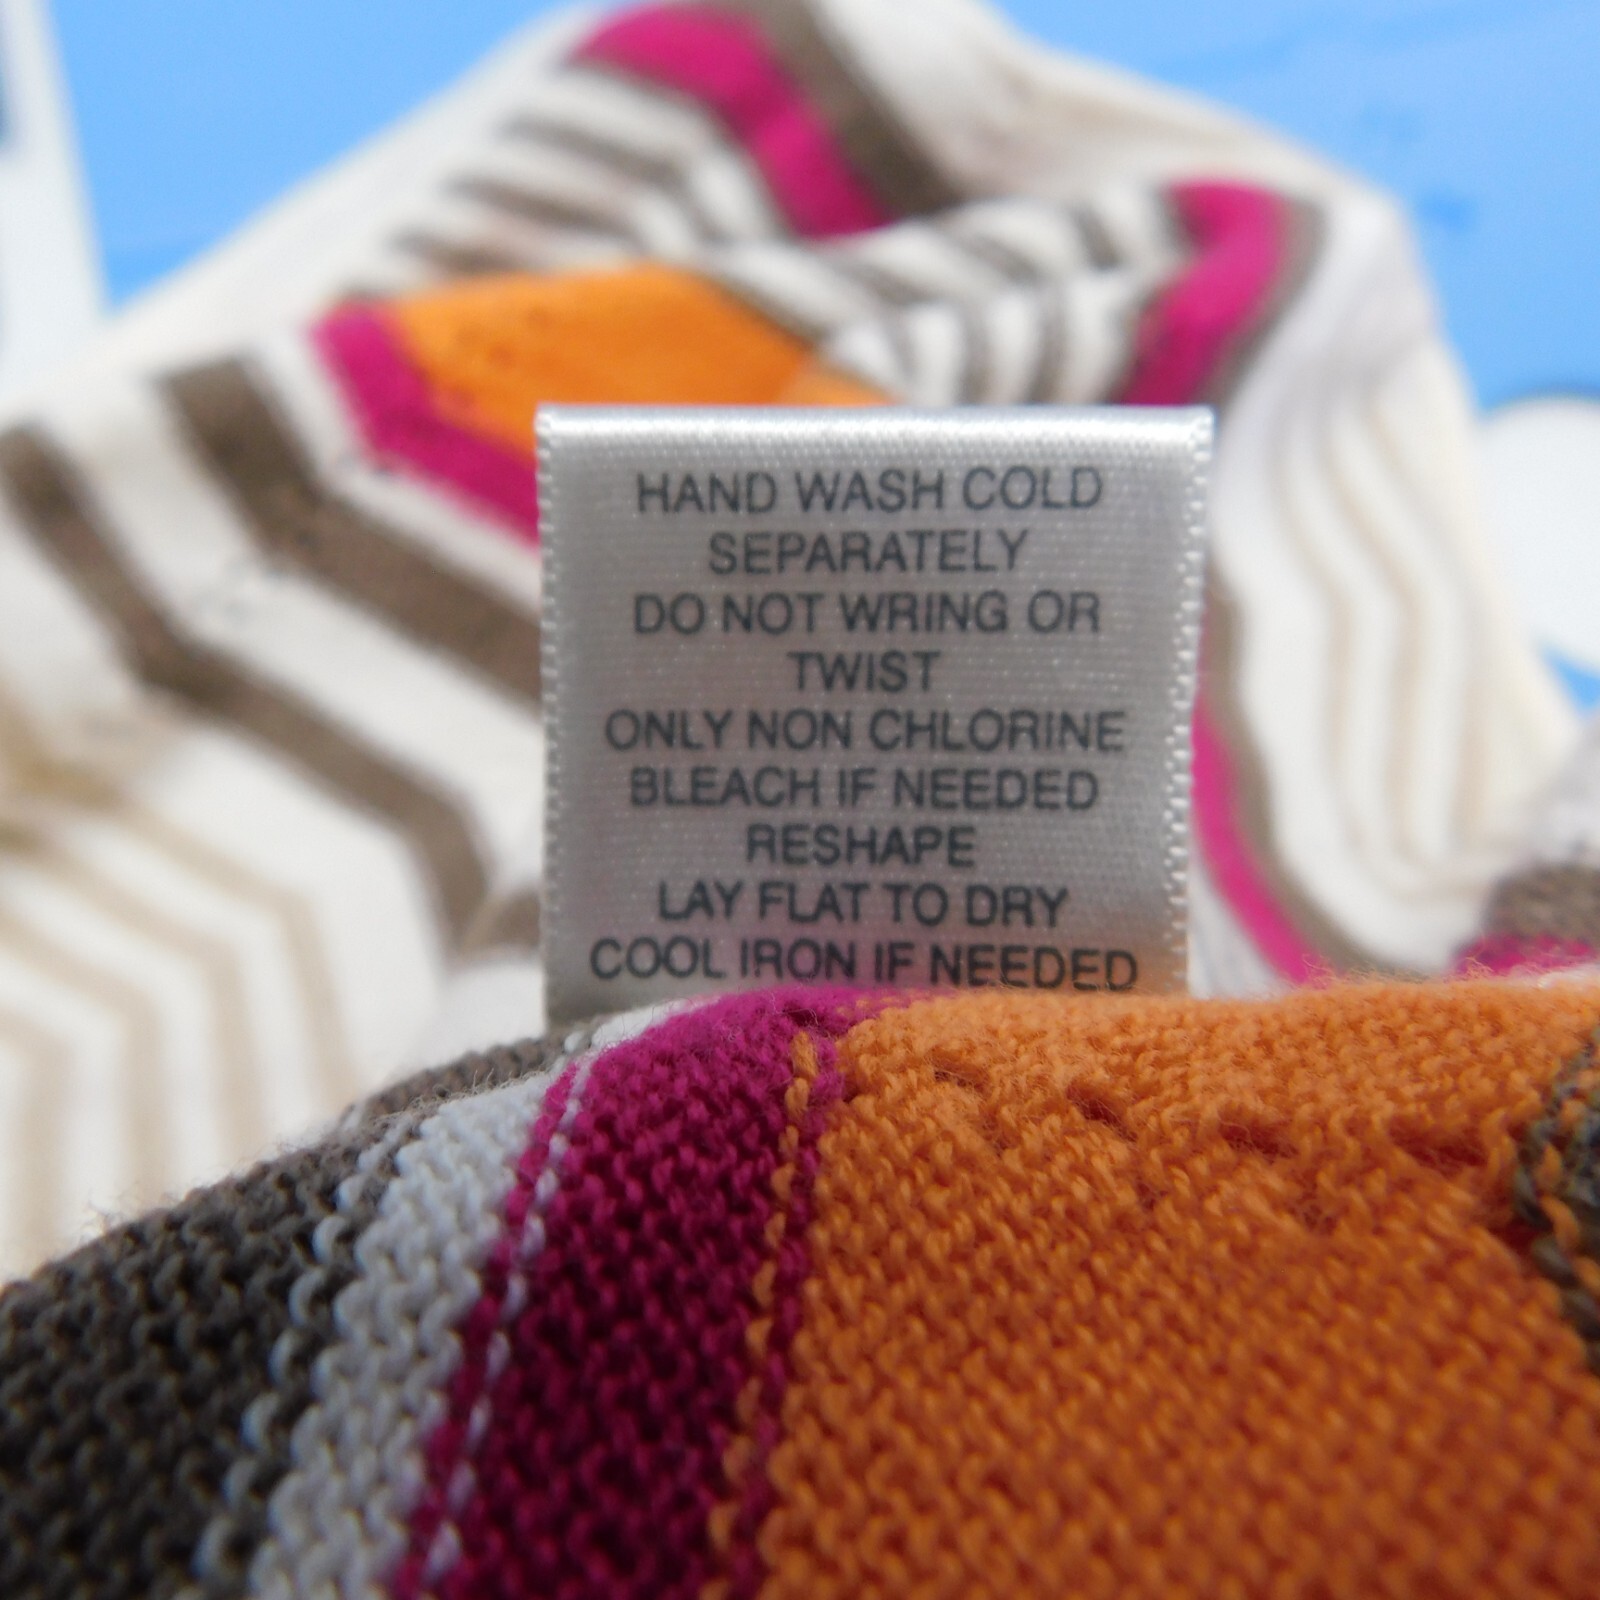 HAND WASH COLD
SEPARATELY
DO NOT WRING OR
TWIST
ONLY NON CHLORINE
BLEACH IF NEEDED
RESHAPE
LAY FLAT TO DRY
COOL IRON IF NEEDED